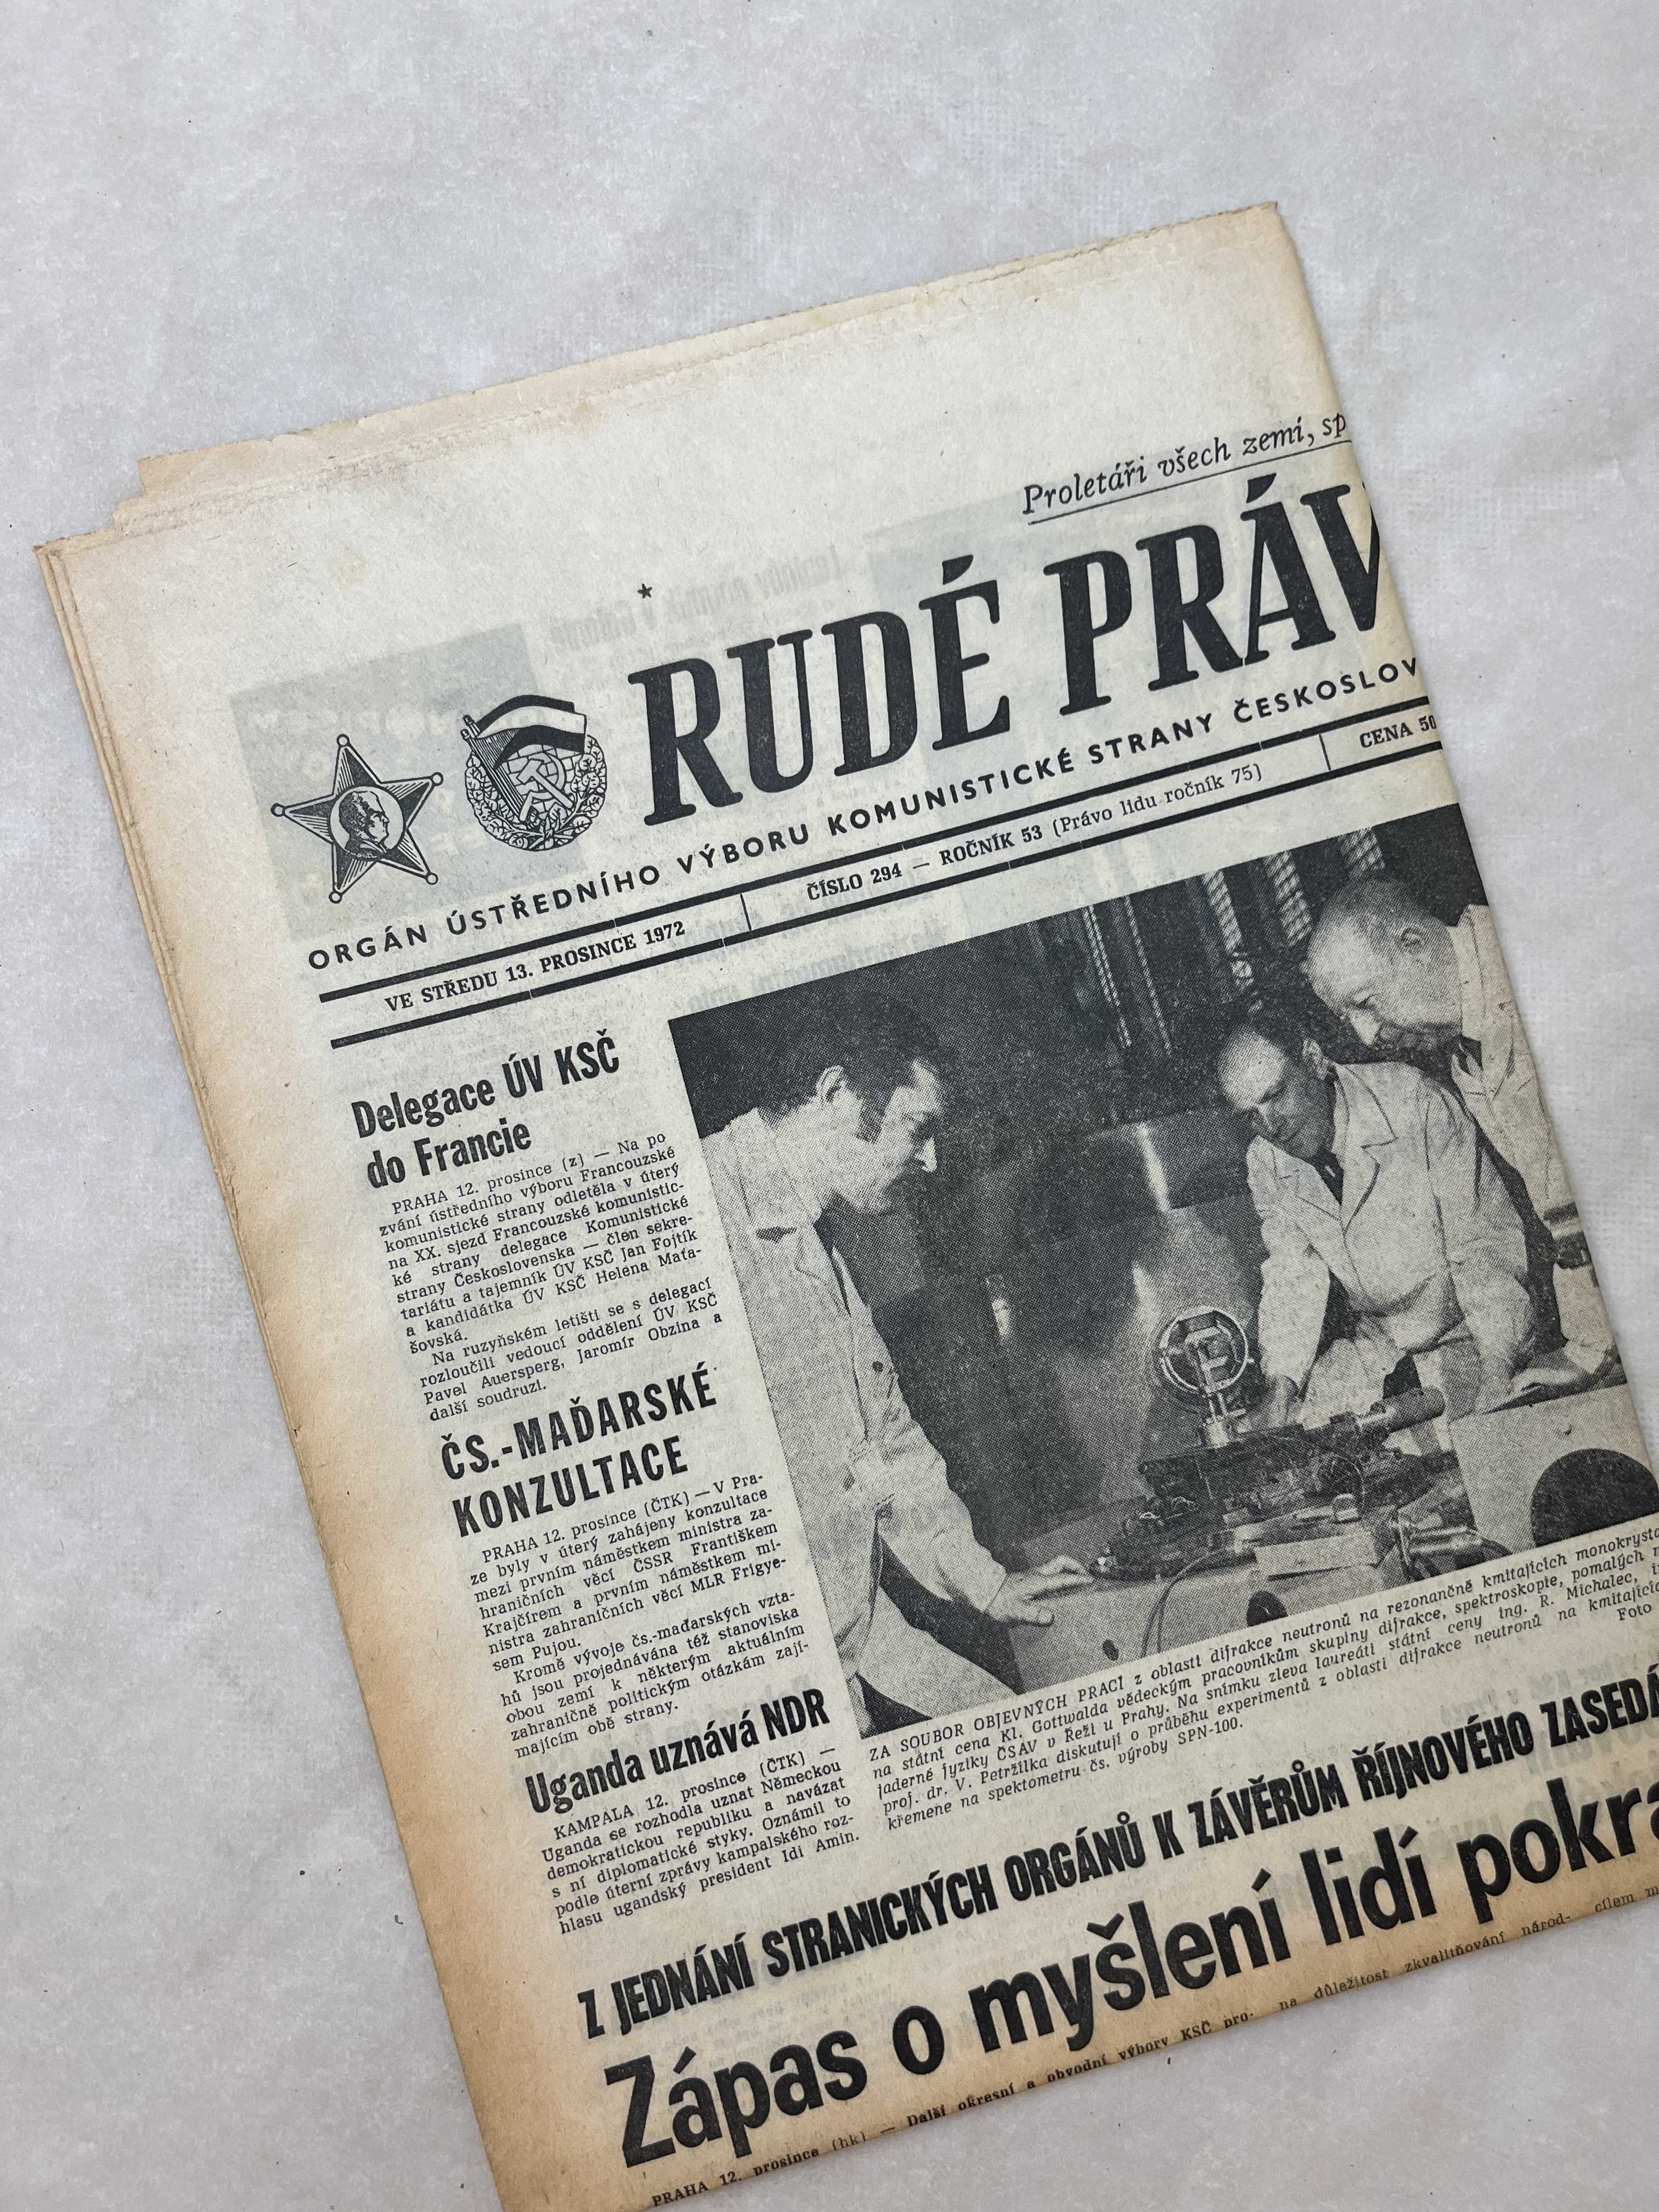 Proletáři všech zemí, sp
RUDÉ PRÁV
ORGÁN ÚSTŘEDNÍHO VÝBORU KOMUNISTICKÉ STRANY ČESKOSLOV
VE STŘEDU 13. PROSINCE 1972
ČÍSLO 294 — ROČNÍK 53 (Právo lidu ročník 75)
CENA 50
Delegace ÚV KSČ
do Francie
PRAHA 12. prosince (z) — Na po
zvání ústředního výboru Francouzské
komunistické strany odletěla v úterý
na XX. sjezd Francouzské komunistic-
ké strany delegace Komunistické
strany Československa — člen sekre-
tariátu a tajemník ÚV KSČ Jan Fojtík
a kandidátka ÚV KSČ Helena Maťa-
šovská.
Na ruzyňském letišti se s delegací
rozloučili vedoucí oddělení ÚV KSČ
Pavel Auersperg, Jaromír Obzina a
další soudruzi.
ČS.-MAĎARSKÉ
KONZULTACE
PRAHA 12. prosince (ČTK) — V Pra-
ze byly v úterý zahájeny konzultace
mezi prvním náměstkem ministra za-
hraničních věcí ČSSR Františkem
Krajčírem a prvním náměstkem mi-
nistra zahraničních věcí MLR Frigye-
sem Pujou.
Kromě vývoje čs.-maďarských vzta-
hů jsou projednávána též stanoviska
obou zemí k některým aktuálním
zahraničně politickým otázkám zají-
majícím obě strany.
Uganda uznává NDR
KAMPALA 12. prosince (ČTK) —
Uganda se rozhodla uznat Německou
demokratickou republiku a navázat
s ní diplomatické styky. Oznámil to
podle úterní zprávy kampalského roz-
hlasu ugandský president Idi Amin.
ZA SOUBOR OBJEVNÝCH PRACÍ z oblasti difrakce neutronů na rezonančně kmitajících monokrysta
na státní cena Kl. Gottwalda vědeckým pracovníkům skupiny difrakce, spektroskopie, pomalých n
jaderné fyziky ČSAV v Řeži u Prahy. Na snímku zleva laureáti státní ceny ing. R. Michalec, i
proj. dr. V. Petržílka diskutují o průběhu experimentů z oblasti difrakce neutronů na kmitajícíc
křemene na spektometru čs. výroby SPN-100.
Foto
Z JEDNÁNÍ STRANICKÝCH ORGÁNŮ K ZÁVĚRŮM ŘÍJNOVÉHO ZASEDÁ
Zápas o myšlení lidí pokra
PRAHA 12. prosince (hk) — Další okresní a obvodní výbory KSČ pro-
na důležitost zkvalitňování národ-
cílem